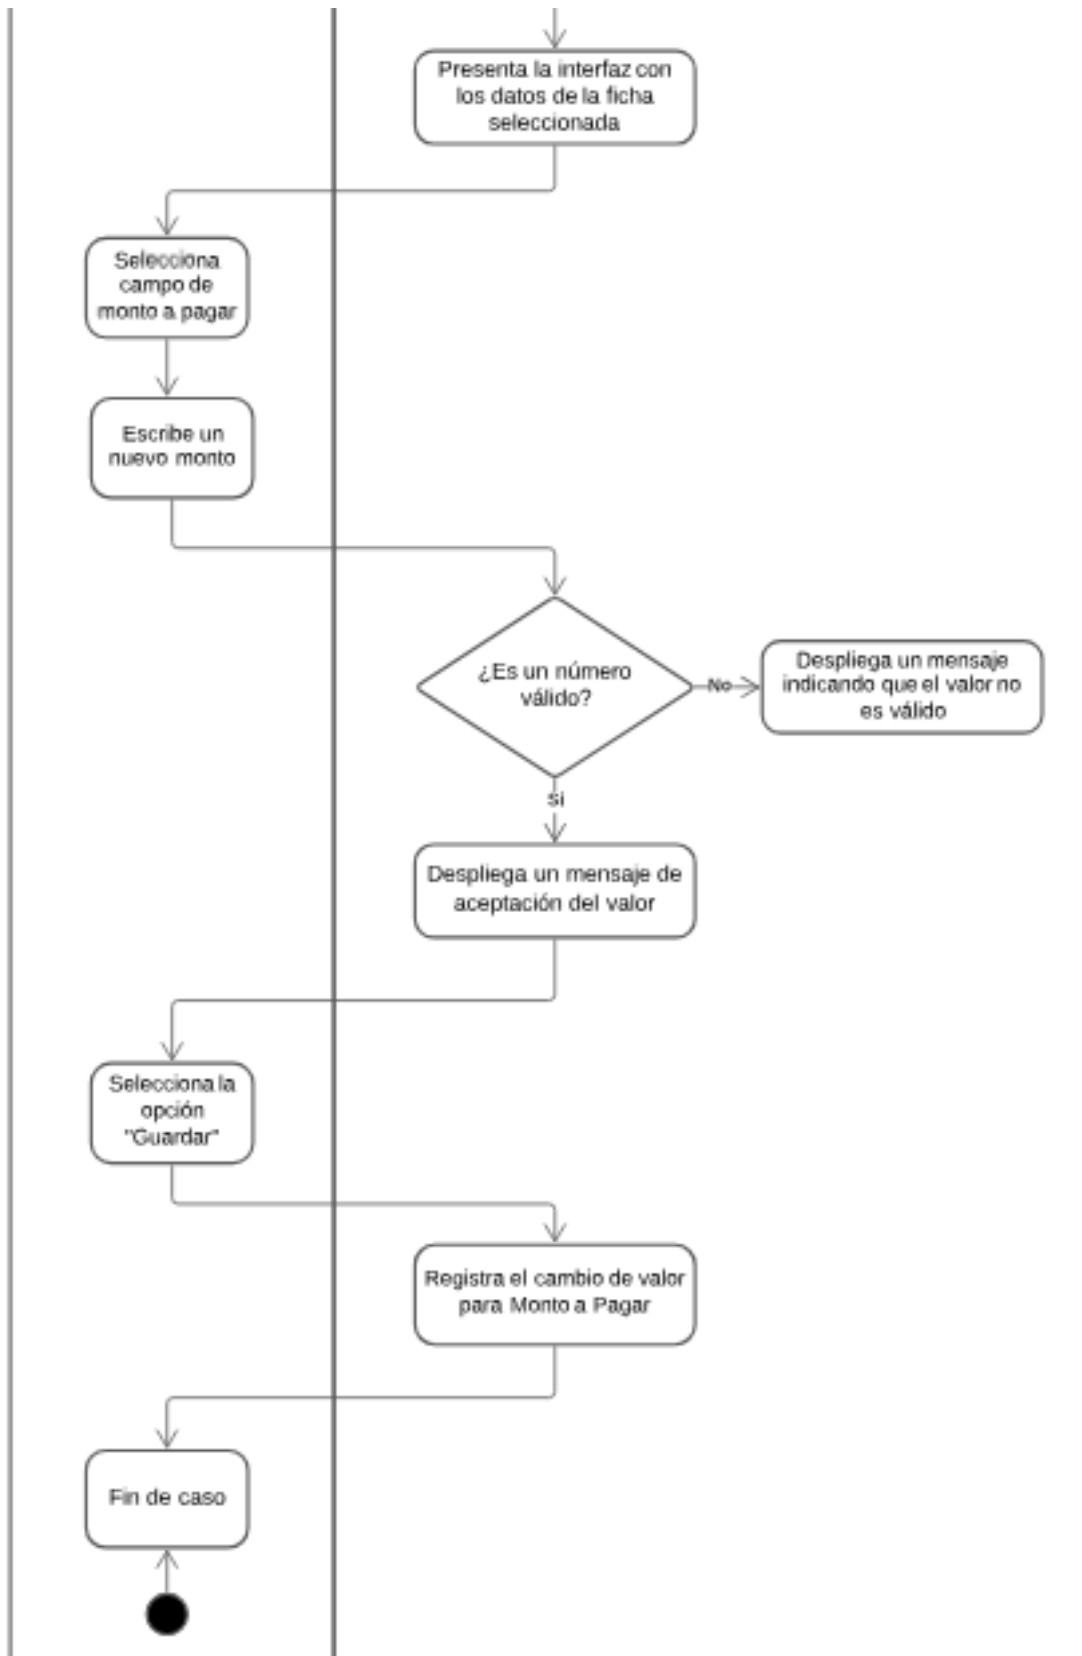 Presenta la interfaz con
los datos de la ficha
seleccionada
Selecciona
campo de
monto a pagar
Escribe un
nuevo monto
¿Es un número
válido?
No
Despliega un mensaje
indicando que el valor no
es válido
Si
Despliega un mensaje de
aceptación del valor
Selecciona la
opción
"Guardar"
Registra el cambio de valor
para Monto a Pagar
Fin de caso